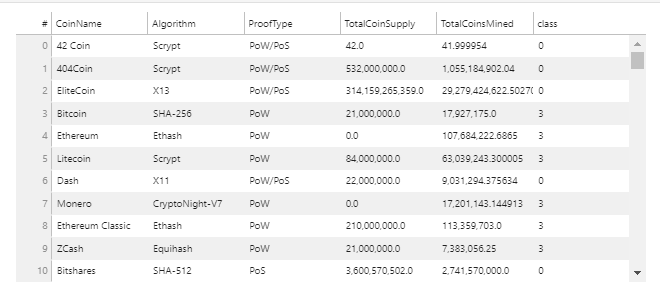 # CoinName Algorithm ProofType TotalCoinSupply TotalCoinsMined class
0 42 Coin Scrypt PoW/PoS 42.0 41.999954 0
1 404Coin Scrypt PoW/PoS 532,000,000.0 1,055,184,902.04 0
2 EliteCoin X13 PoW/PoS 314,159,265,359.0 29,279,424,622.5027( 0
3 Bitcoin SHA-256 PoW 21,000,000.0 17,927,175.0 3
4 Ethereum Ethash PoW 0.0 107,684,222.6865 3
5 Litecoin Scrypt PoW 84,000,000.0 63,039,243.300005 3
6 Dash X11 PoW/PoS 22,000,000.0 9,031,294.375634 0
7 Monero CryptoNight-V7 PoW 0.0 17,201,143.144913 3
8 Ethereum Classic Ethash PoW 210,000,000.0 113,359,703.0 3
9 ZCash Equihash PoW 21,000,000.0 7,383,056.25 3
10 Bitshares SHA-512 PoS 3,600,570,502.0 2,741,570,000.0 0